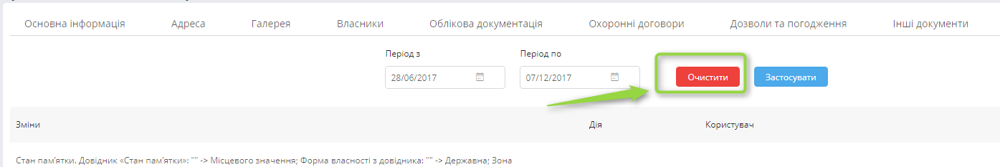 Основна інформація Адреса Галерея Власники Облікова документація Охоронні договори Дозволи та погодження Інші документи
Період з Період по
28/06/2017 07/12/2017 Очистити Застосувати
Зміни Дія Користувач
Стан пам'ятки. Довідник «Стан пам'ятки»: "" -> Місцевого значення; Форма власності з довідника: "" -> Державна; Зона